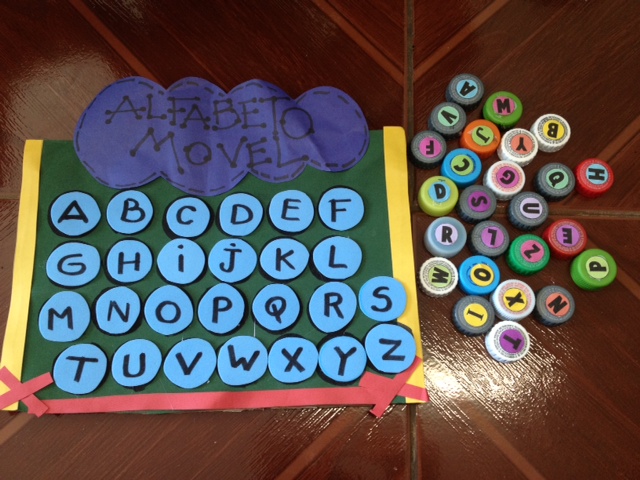 ALFABETO
MOVEL
A B C D E F
G H i J K L
M N O P Q R S
T U V W X Y Z
A
V M
F J Y B
D C G Q H
R S U
W O L Z E
I X N P
T